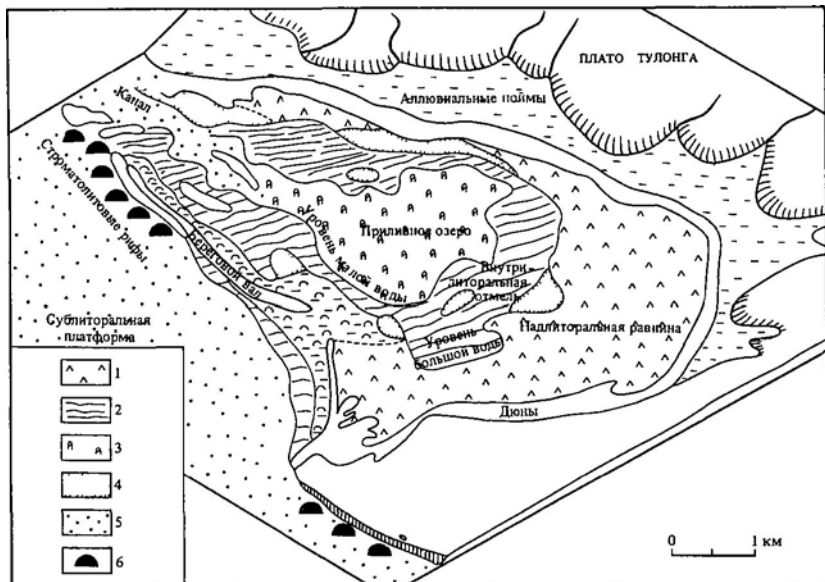 ПЛАТО ТУЛОНГА
Аллювиальные поймы
Канал
Строматолитовые рифы
Береговой вал
Уровень малой воды
Приливное озеро
Внутри-
литоральная
отмель
Надлиторальная равнина
Уровень
большой воды
Сублиторальная
платформа
Дюны
1
2
3
4
5
6
0 1 км